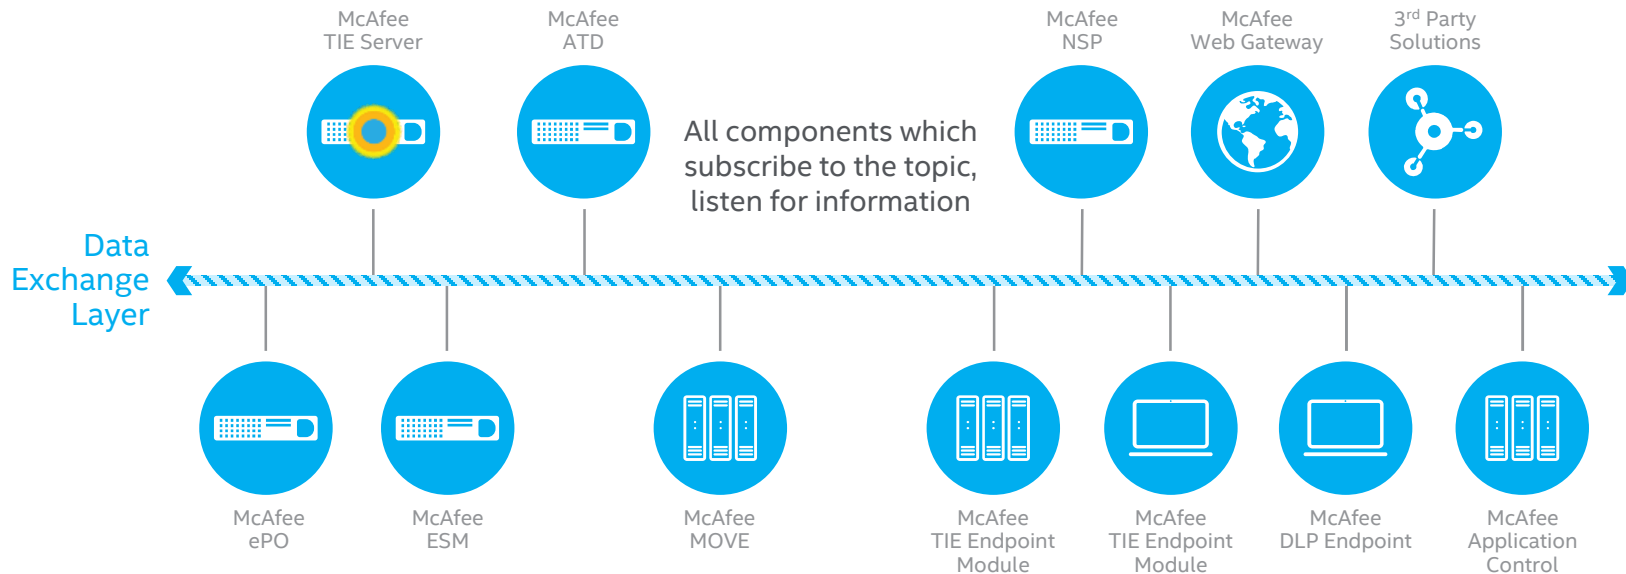 McAfee
TIE Server
McAfee
ATD
McAfee
NSP
McAfee
Web Gateway
3rd Party
Solutions
All components which
subscribe to the topic,
listen for information
Data
Exchange
Layer
McAfee
ePO
McAfee
ESM
McAfee
MOVE
McAfee
TIE Endpoint
Module
McAfee
TIE Endpoint
Module
McAfee
DLP Endpoint
McAfee
Application
Control